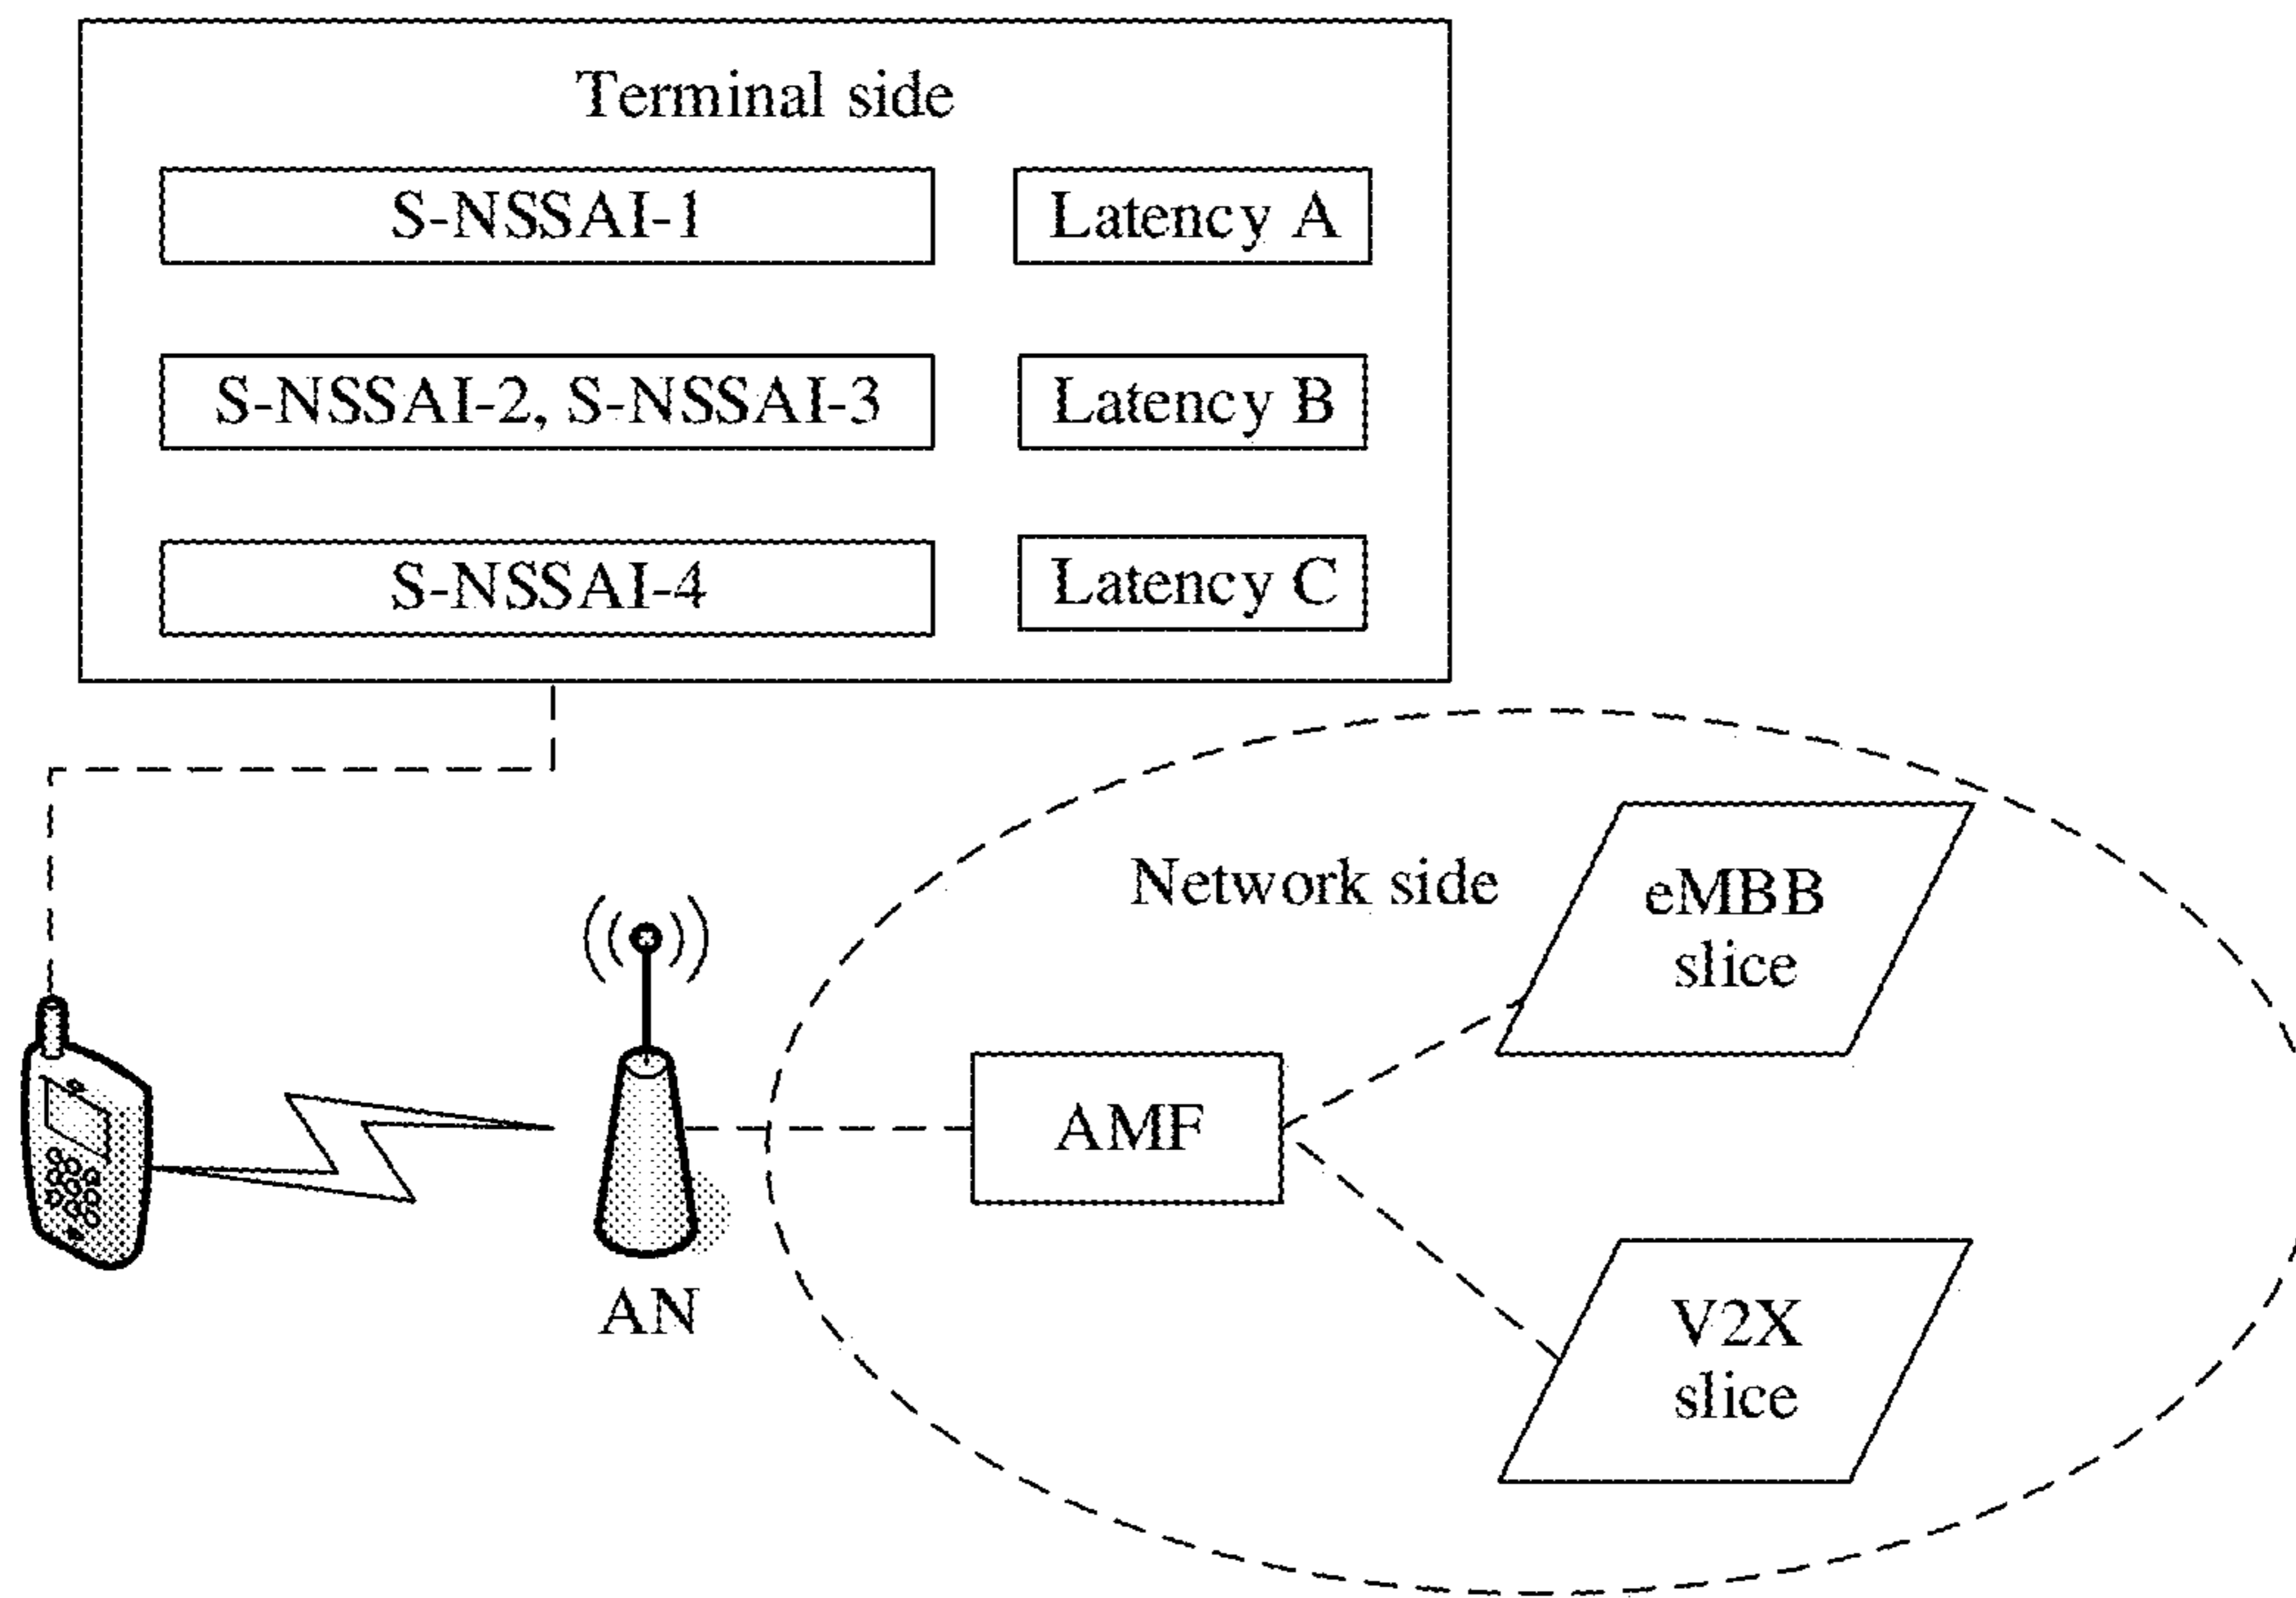 Terminal side
S-NSSAI-1
Latency A
S-NSSAI-2, S-NSSAI-3
Latency B
S-NSSAI-4
Latency C
Network side
eMBB
slice
AMF
AN
V2X
slice